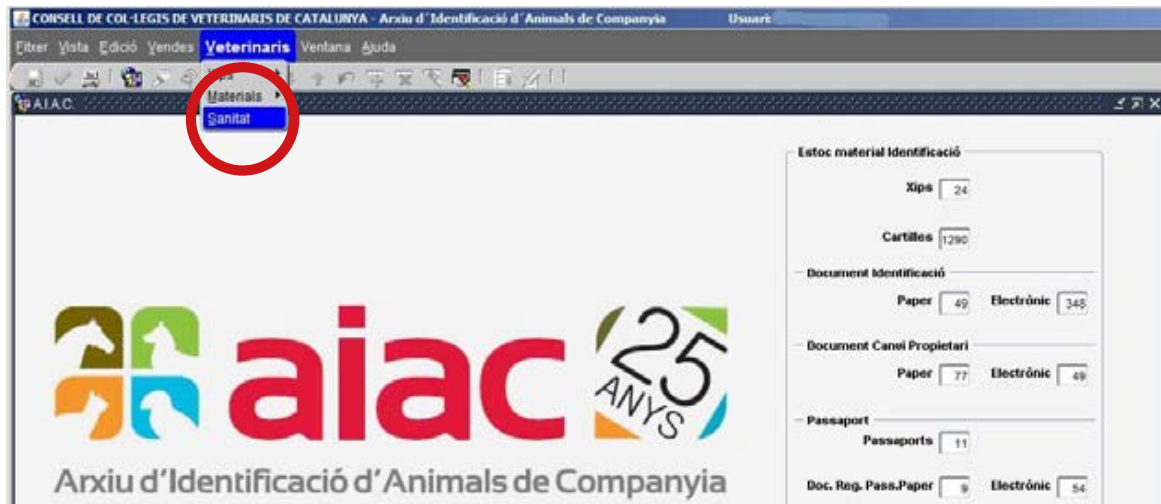 CONSELL DE COL·LEGIS DE VETERINARIS DE CATALUNYA - Arxiu d´Identificació d´Animals de Companyia Usuari:
Fitxer Vista Edició Vendes Veterinaris Ventana Ajuda
Xips
A.I.A.C.
Materials
Sanitat
Estoc material Identificació
Xips 24
Cartilles 1290
Document Identificació
Paper 49 Electrònic 348
Document Canvi Propietari
Paper 77 Electrònic 49
Passaport
Passaports 11
Doc. Reg. Pass.Paper 9 Electrònic 54
aiac
25
ANYS
Arxiu d'Identificació d'Animals de Companyia